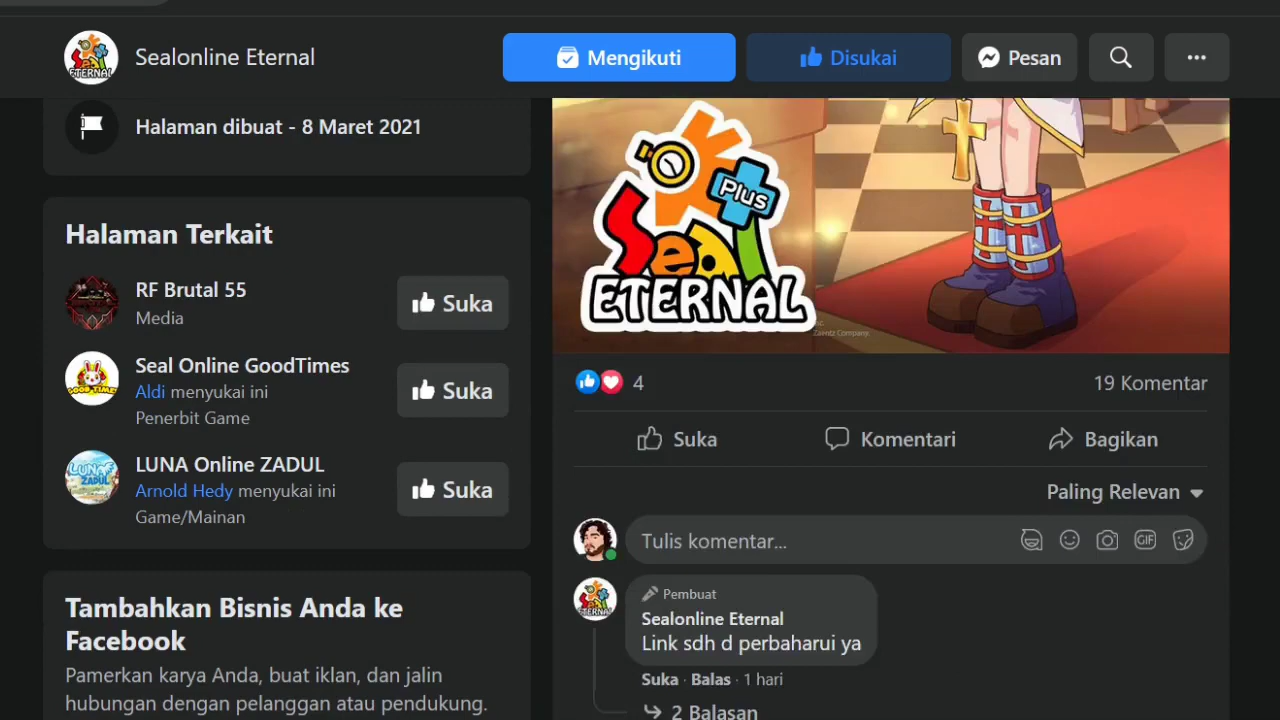 Sealonline Eternal
Mengikuti
Disukai
Pesan
Halaman dibuat - 8 Maret 2021
Halaman Terkait
RF Brutal 55
Media
Suka
Seal Online GoodTimes
Aldi menyukai ini
Penerbit Game
Suka
LUNA Online ZADUL
Arnold Hedy menyukai ini
Game/Mainan
Suka
Tambahkan Bisnis Anda ke
Facebook
Pamerkan karya Anda, buat iklan, dan jalin
hubungan dengan pelanggan atau pendukung.
Plus
Seal
ETERNAL
4
19 Komentar
Suka
Komentari
Bagikan
Paling Relevan
Tulis komentar...
GIF
Pembuat
Sealonline Eternal
Link sdh d perbaharui ya
Suka · Balas · 1 hari
2 Balasan